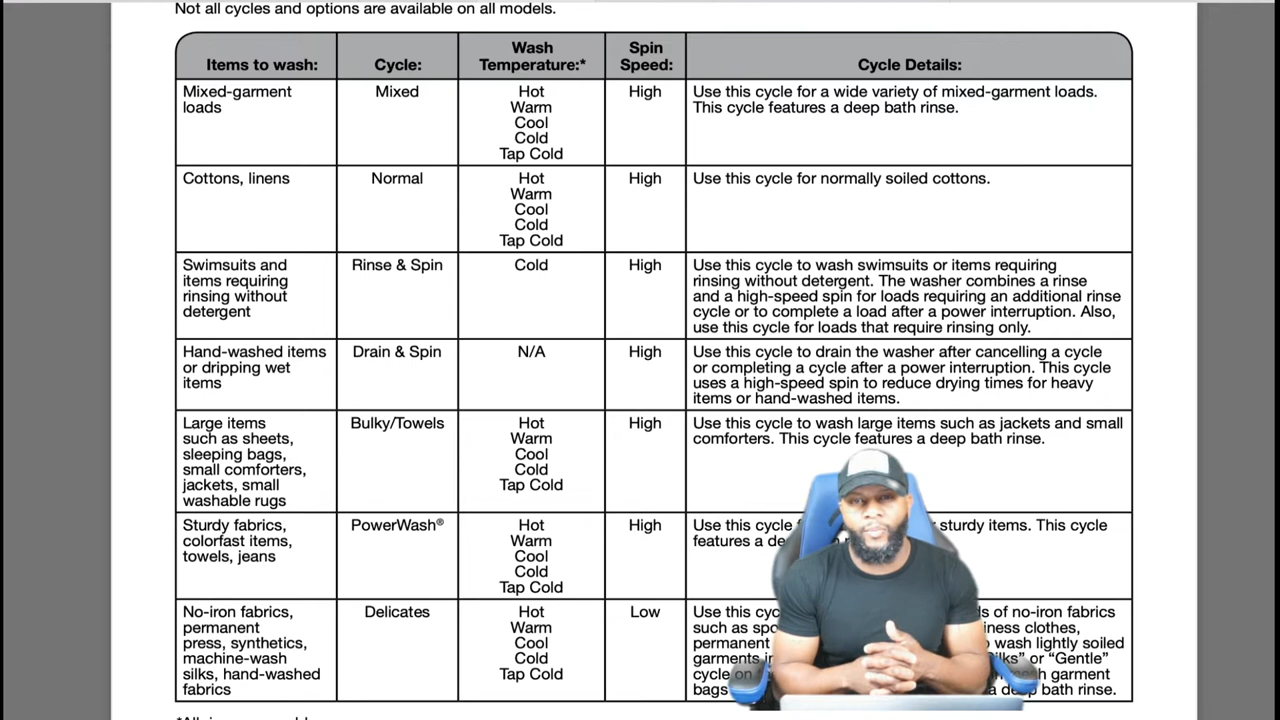 Not all cycles and options are available on all models.
Items to wash:
Cycle:
Wash
Temperature:*
Spin
Speed:
Cycle Details:
Mixed-garment
loads
Mixed
Hot
Warm
Cool
Cold
Tap Cold
High
Use this cycle for a wide variety of mixed-garment loads.
This cycle features a deep bath rinse.
Cottons, linens
Normal
Hot
Warm
Cool
Cold
Tap Cold
High
Use this cycle for normally soiled cottons.
Swimsuits and
items requiring
rinsing without
detergent
Rinse & Spin
Cold
High
Use this cycle to wash swimsuits or items requiring
rinsing without detergent. The washer combines a rinse
and a high-speed spin for loads requiring an additional rinse
cycle or to complete a load after a power interruption. Also,
use this cycle for loads that require rinsing only.
Hand-washed items
or dripping wet
items
Drain & Spin
N/A
High
Use this cycle to drain the washer after cancelling a cycle
or completing a cycle after a power interruption. This cycle
uses a high-speed spin to reduce drying times for heavy
items or hand-washed items.
Large items
such as sheets,
sleeping bags,
small comforters,
jackets, small
washable rugs
Bulky/Towels
Hot
Warm
Cool
Cold
Tap Cold
High
Use this cycle to wash large items such as jackets and small
comforters. This cycle features a deep bath rinse.
Sturdy fabrics,
colorfast items,
towels, jeans
PowerWash®
Hot
Warm
Cool
Cold
Tap Cold
High
Use this cycle sturdy items. This cycle
features a
No-iron fabrics,
permanent
press, synthetics,
machine-wash
silks, hand-washed
fabrics
Delicates
Hot
Warm
Cool
Cold
Tap Cold
Low
Use this of no-iron fabrics
such as clothes,
permanent wash lightly soiled
garments or “Gentle”
cycle on garment
bags a deep bath rinse.